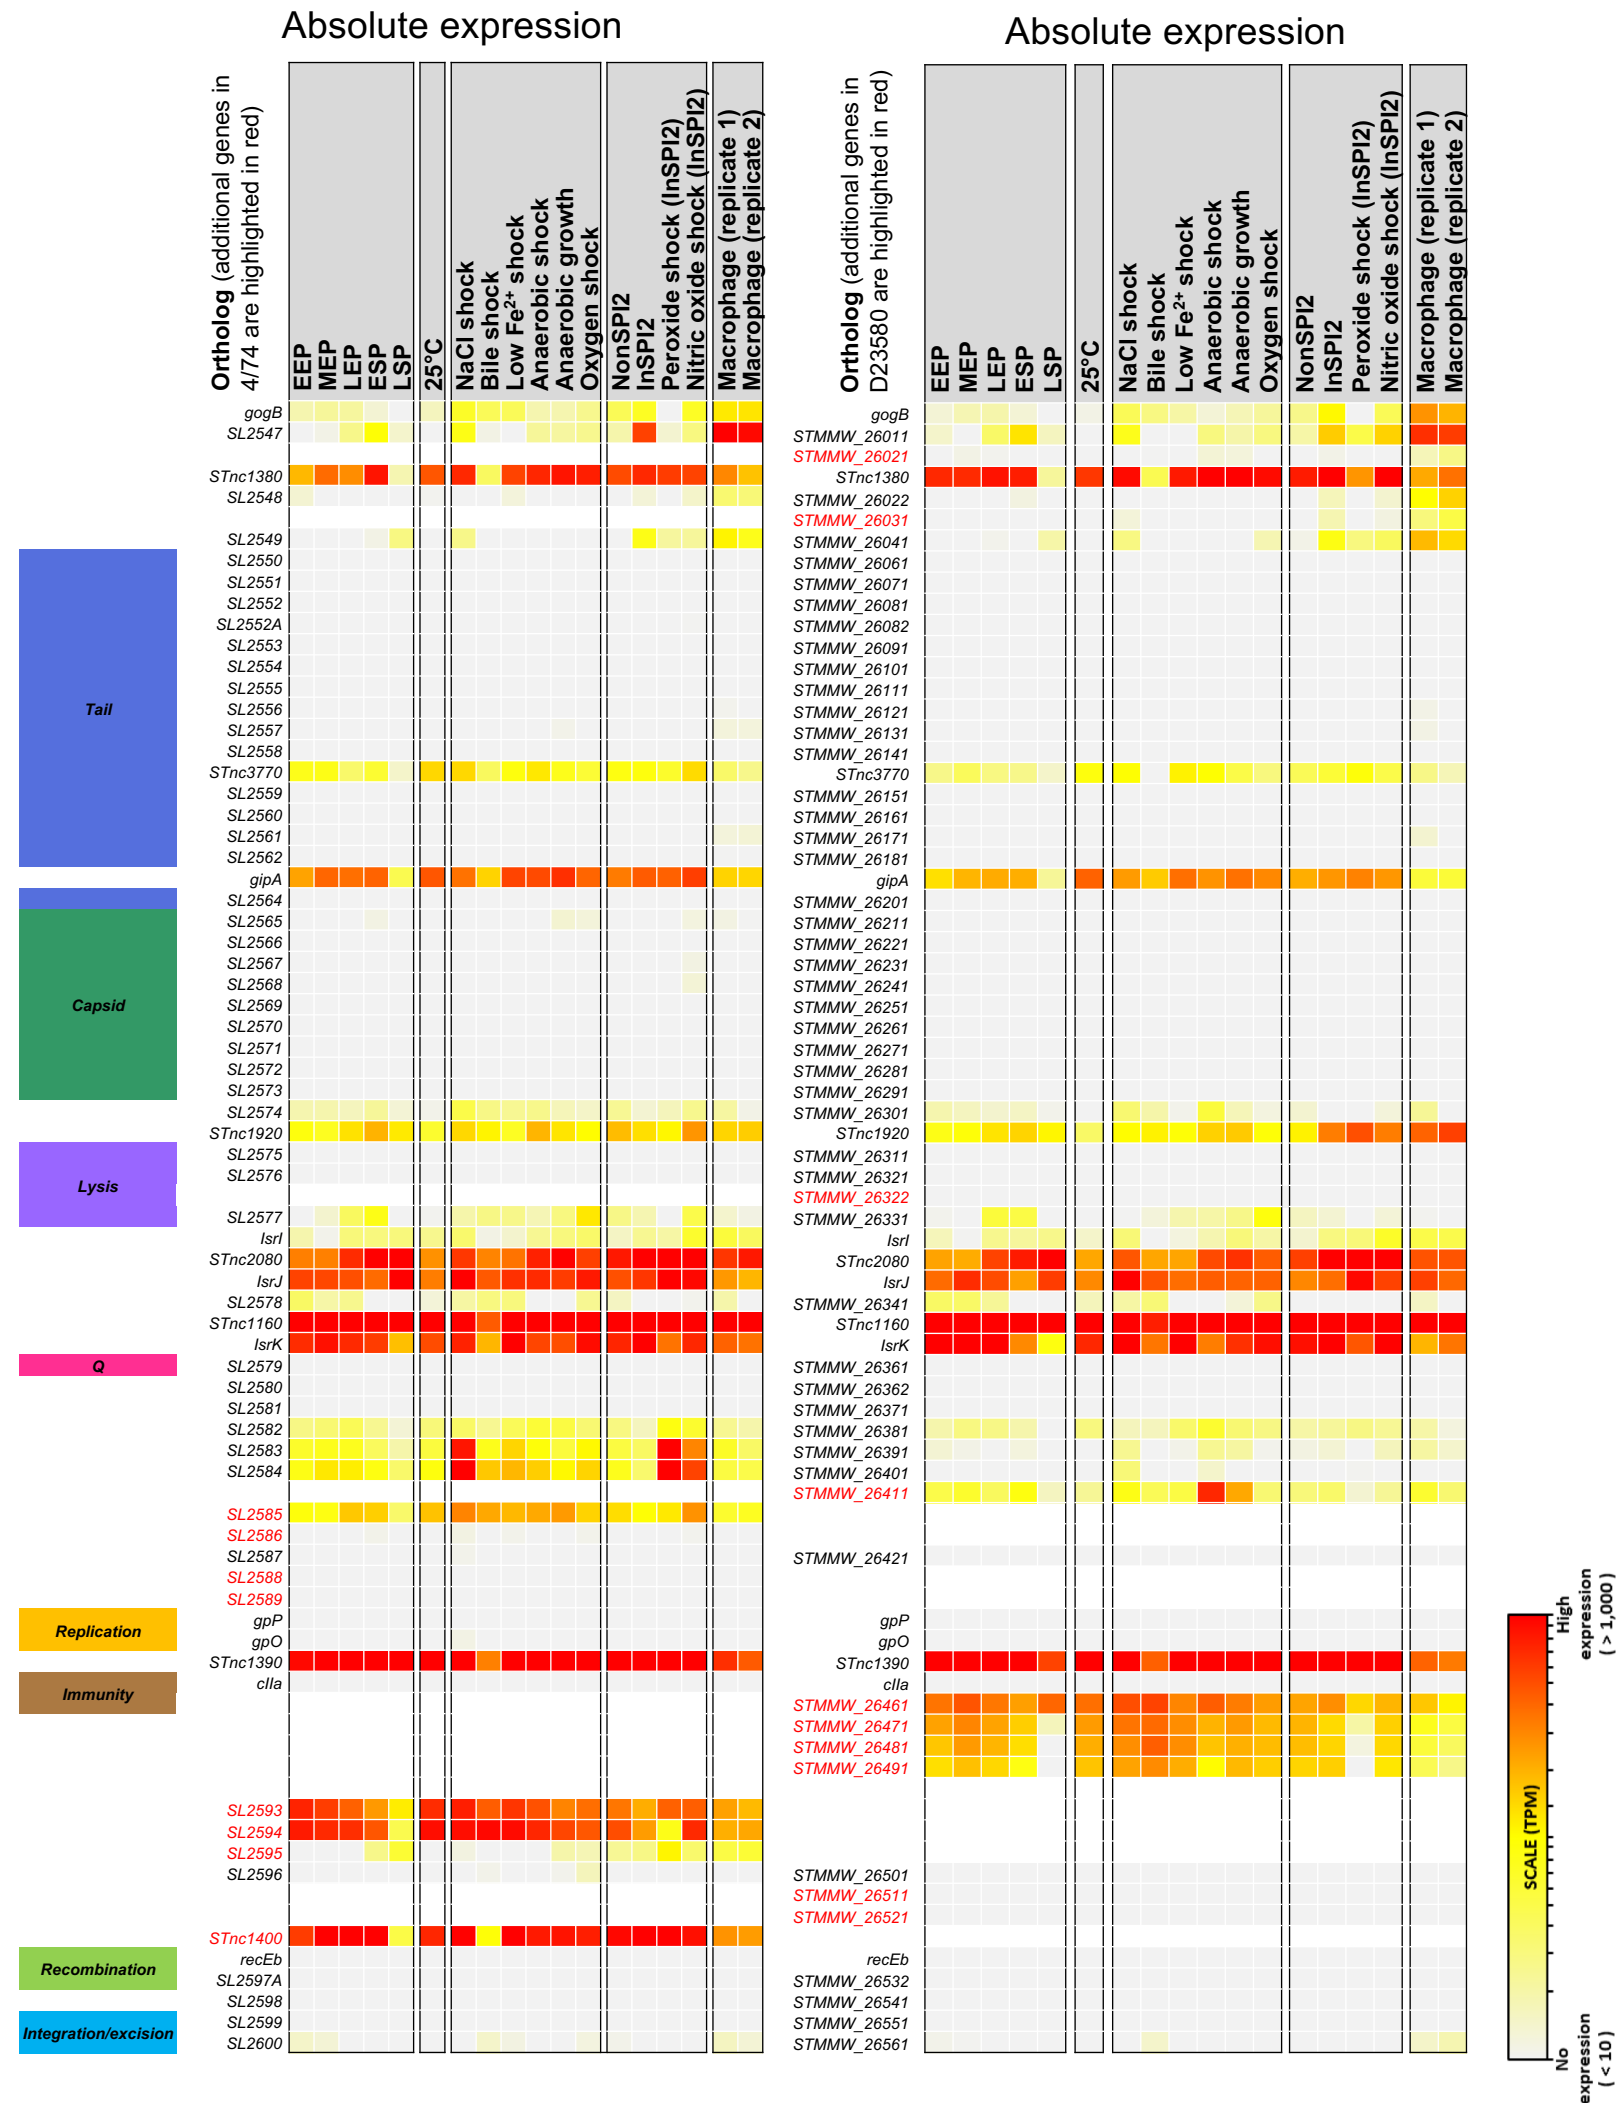 Absolute expression
Ortholog (additional genes in
4/74 are highlighted in red)
EEP
MEP
LEP
ESP
LSP
25°C
NaCl shock
Bile shock
Low Fe²⁺ shock
Anaerobic shock
Anaerobic growth
Oxygen shock
NonSPI2
InSPI2
Peroxide shock (InSPI2)
Nitric oxide shock (InSPI2)
Macrophage (replicate 1)
Macrophage (replicate 2)
gogB
SL2547
STnc1380
SL2548
SL2549
SL2550
SL2551
SL2552
SL2552A
SL2553
SL2554
SL2555
SL2556
SL2557
SL2558
STnc3770
SL2559
SL2560
SL2561
SL2562
gipA
SL2564
SL2565
SL2566
SL2567
SL2568
SL2569
SL2570
SL2571
SL2572
SL2573
SL2574
STnc1920
SL2575
SL2576
SL2577
IsrI
STnc2080
IsrJ
SL2578
STnc1160
IsrK
SL2579
SL2580
SL2581
SL2582
SL2583
SL2584
SL2585
SL2586
SL2587
SL2588
SL2589
gpP
gpO
STnc1390
cIIa
SL2593
SL2594
SL2595
SL2596
STnc1400
recEb
SL2597A
SL2598
SL2599
SL2600
Tail
Capsid
Lysis
Q
Replication
Immunity
Recombination
Integration/excision
Absolute expression
Ortholog (additional genes in
D23580 are highlighted in red)
EEP
MEP
LEP
ESP
LSP
25°C
NaCl shock
Bile shock
Low Fe²⁺ shock
Anaerobic shock
Anaerobic growth
Oxygen shock
NonSPI2
InSPI2
Peroxide shock (InSPI2)
Nitric oxide shock (InSPI2)
Macrophage (replicate 1)
Macrophage (replicate 2)
gogB
STMMW_26011
STMMW_26021
STnc1380
STMMW_26022
STMMW_26031
STMMW_26041
STMMW_26061
STMMW_26071
STMMW_26081
STMMW_26082
STMMW_26091
STMMW_26101
STMMW_26111
STMMW_26121
STMMW_26131
STMMW_26141
STnc3770
STMMW_26151
STMMW_26161
STMMW_26171
STMMW_26181
gipA
STMMW_26201
STMMW_26211
STMMW_26221
STMMW_26231
STMMW_26241
STMMW_26251
STMMW_26261
STMMW_26271
STMMW_26281
STMMW_26291
STMMW_26301
STnc1920
STMMW_26311
STMMW_26321
STMMW_26322
STMMW_26331
IsrI
STnc2080
IsrJ
STMMW_26341
STnc1160
IsrK
STMMW_26361
STMMW_26362
STMMW_26371
STMMW_26381
STMMW_26391
STMMW_26401
STMMW_26411
STMMW_26421
gpP
gpO
STnc1390
cIIa
STMMW_26461
STMMW_26471
STMMW_26481
STMMW_26491
STMMW_26501
STMMW_26511
STMMW_26521
recEb
STMMW_26532
STMMW_26541
STMMW_26551
STMMW_26561
High
expression
( > 1,000 )
SCALE (TPM)
No
expression
( < 10 )